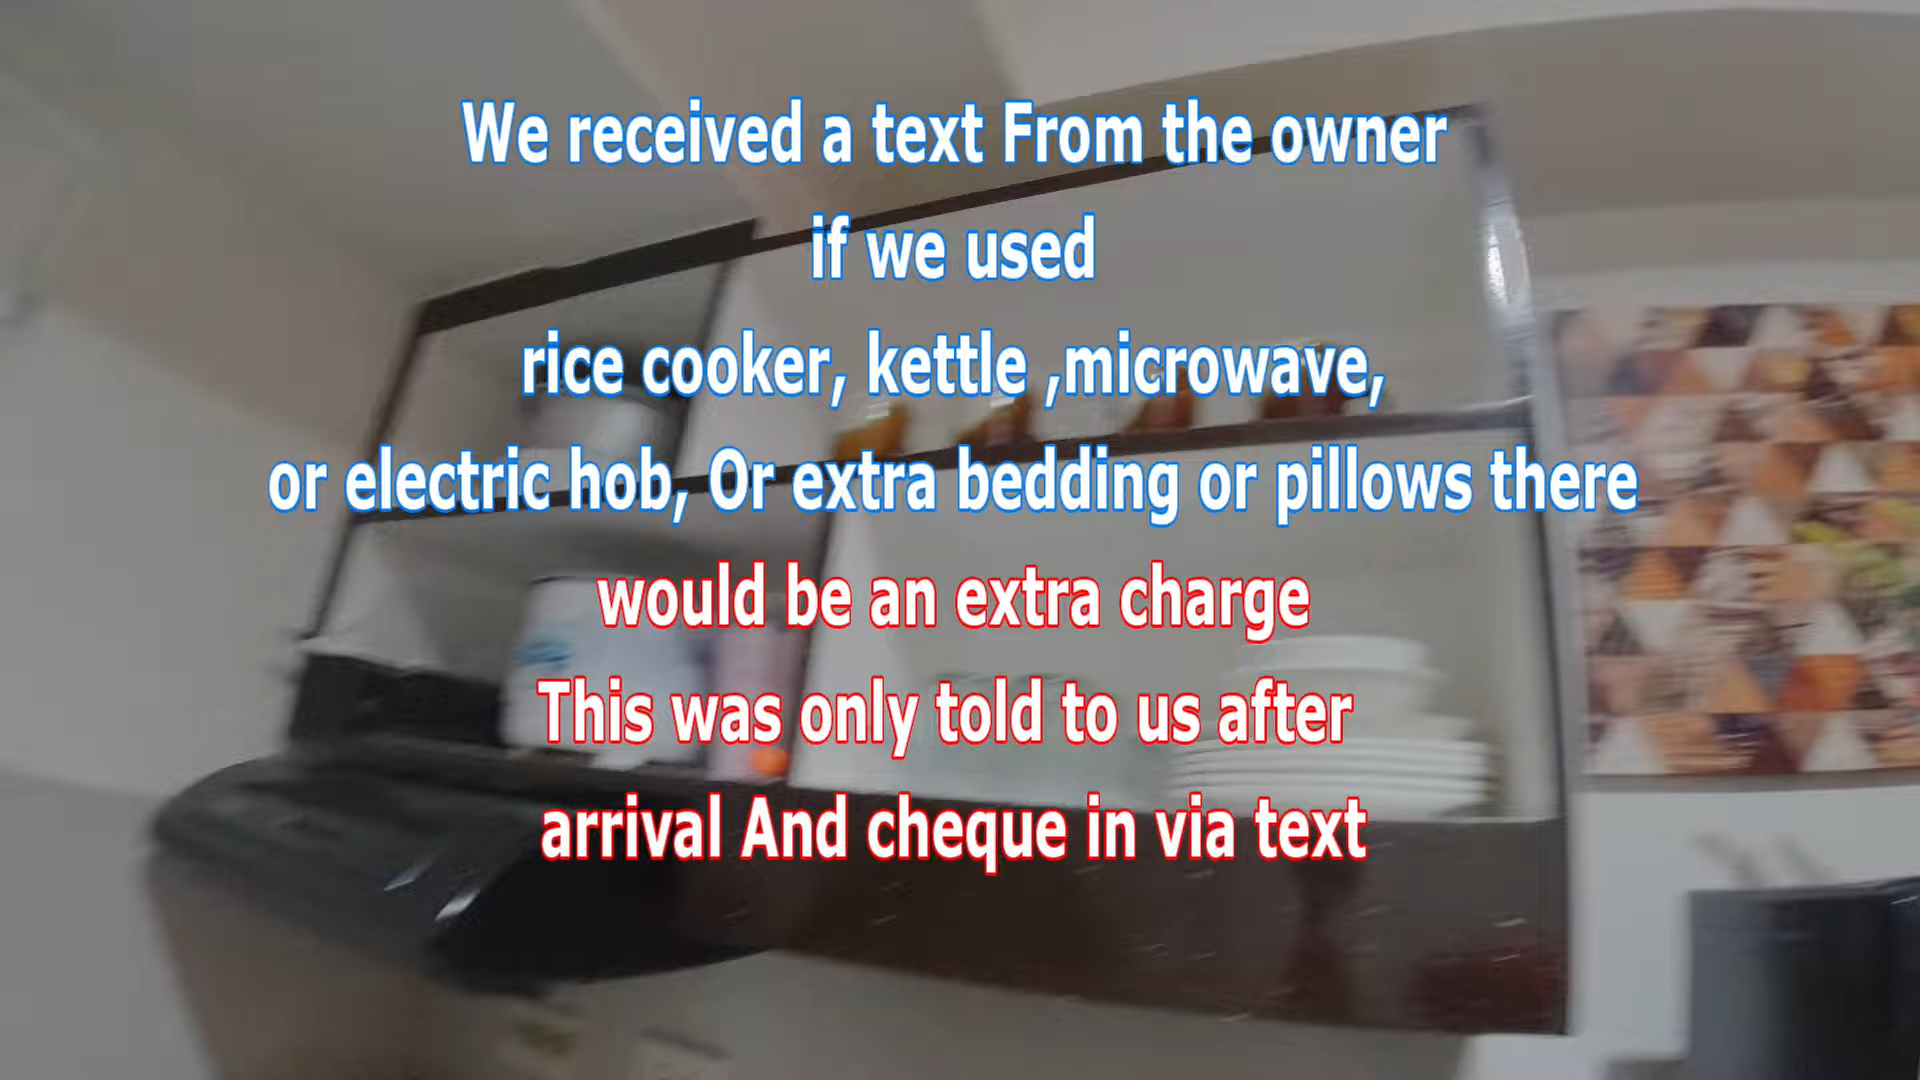 We received a text From the owner
if we used
rice cooker, kettle ,microwave,
or electric hob, Or extra bedding or pillows there
would be an extra charge
This was only told to us after
arrival And cheque in via text